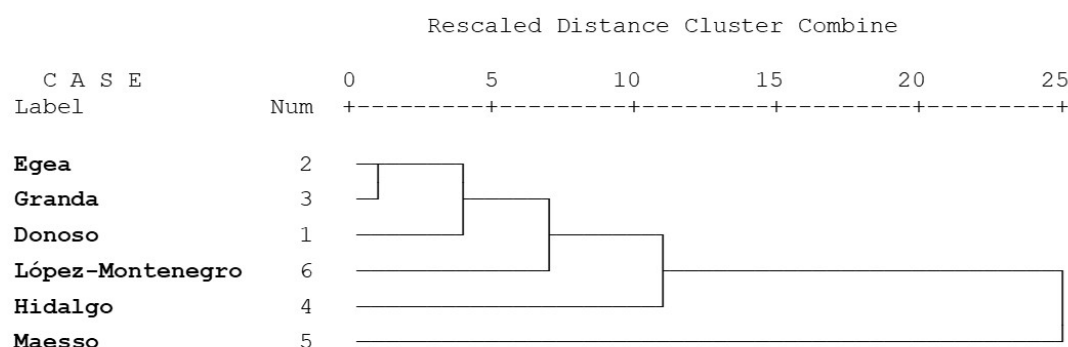 Rescaled Distance Cluster Combine
C A S E 0 5 10 15 20 25
Label Num +---------+---------+---------+---------+---------+
Egea 2
Granda 3
Donoso 1
López-Montenegro 6
Hidalgo 4
Maesso 5